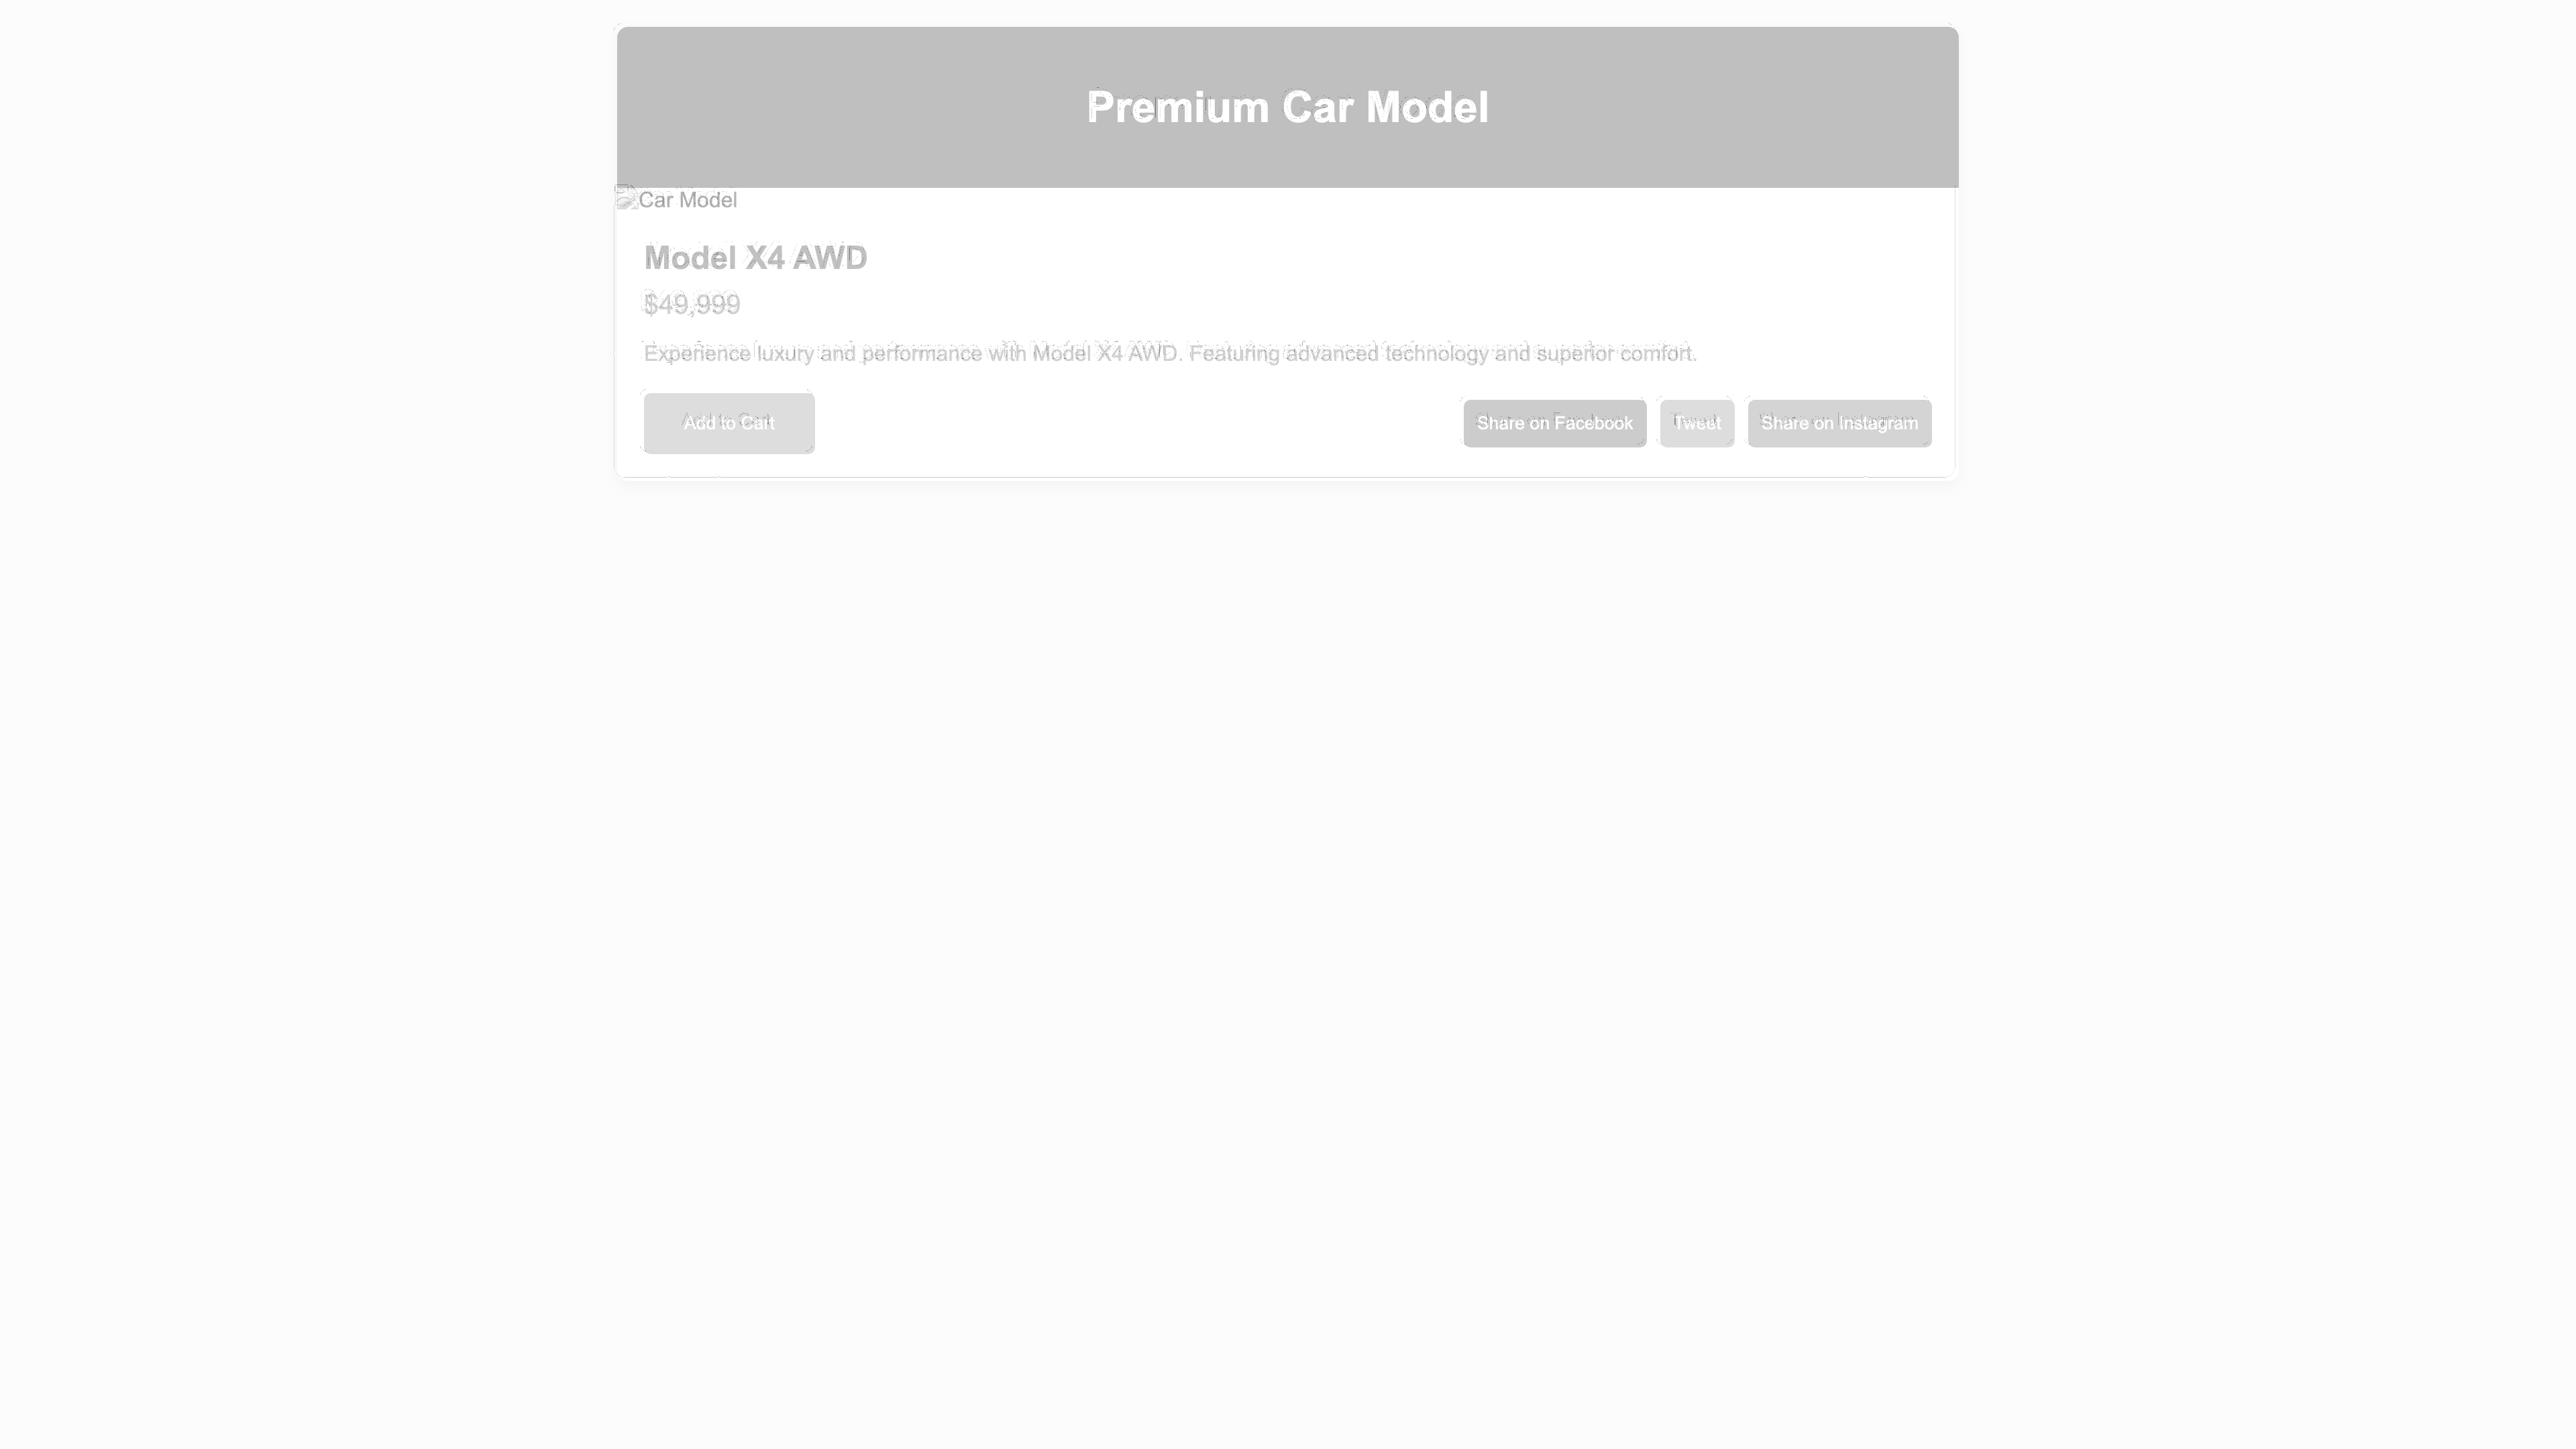 Premium Car Model
Car Model
Model X4 AWD
$49,999
Experience luxury and performance with Model X4 AWD. Featuring advanced technology and superior comfort.
Add to Cart
Share on Facebook
Tweet
Share on Instagram